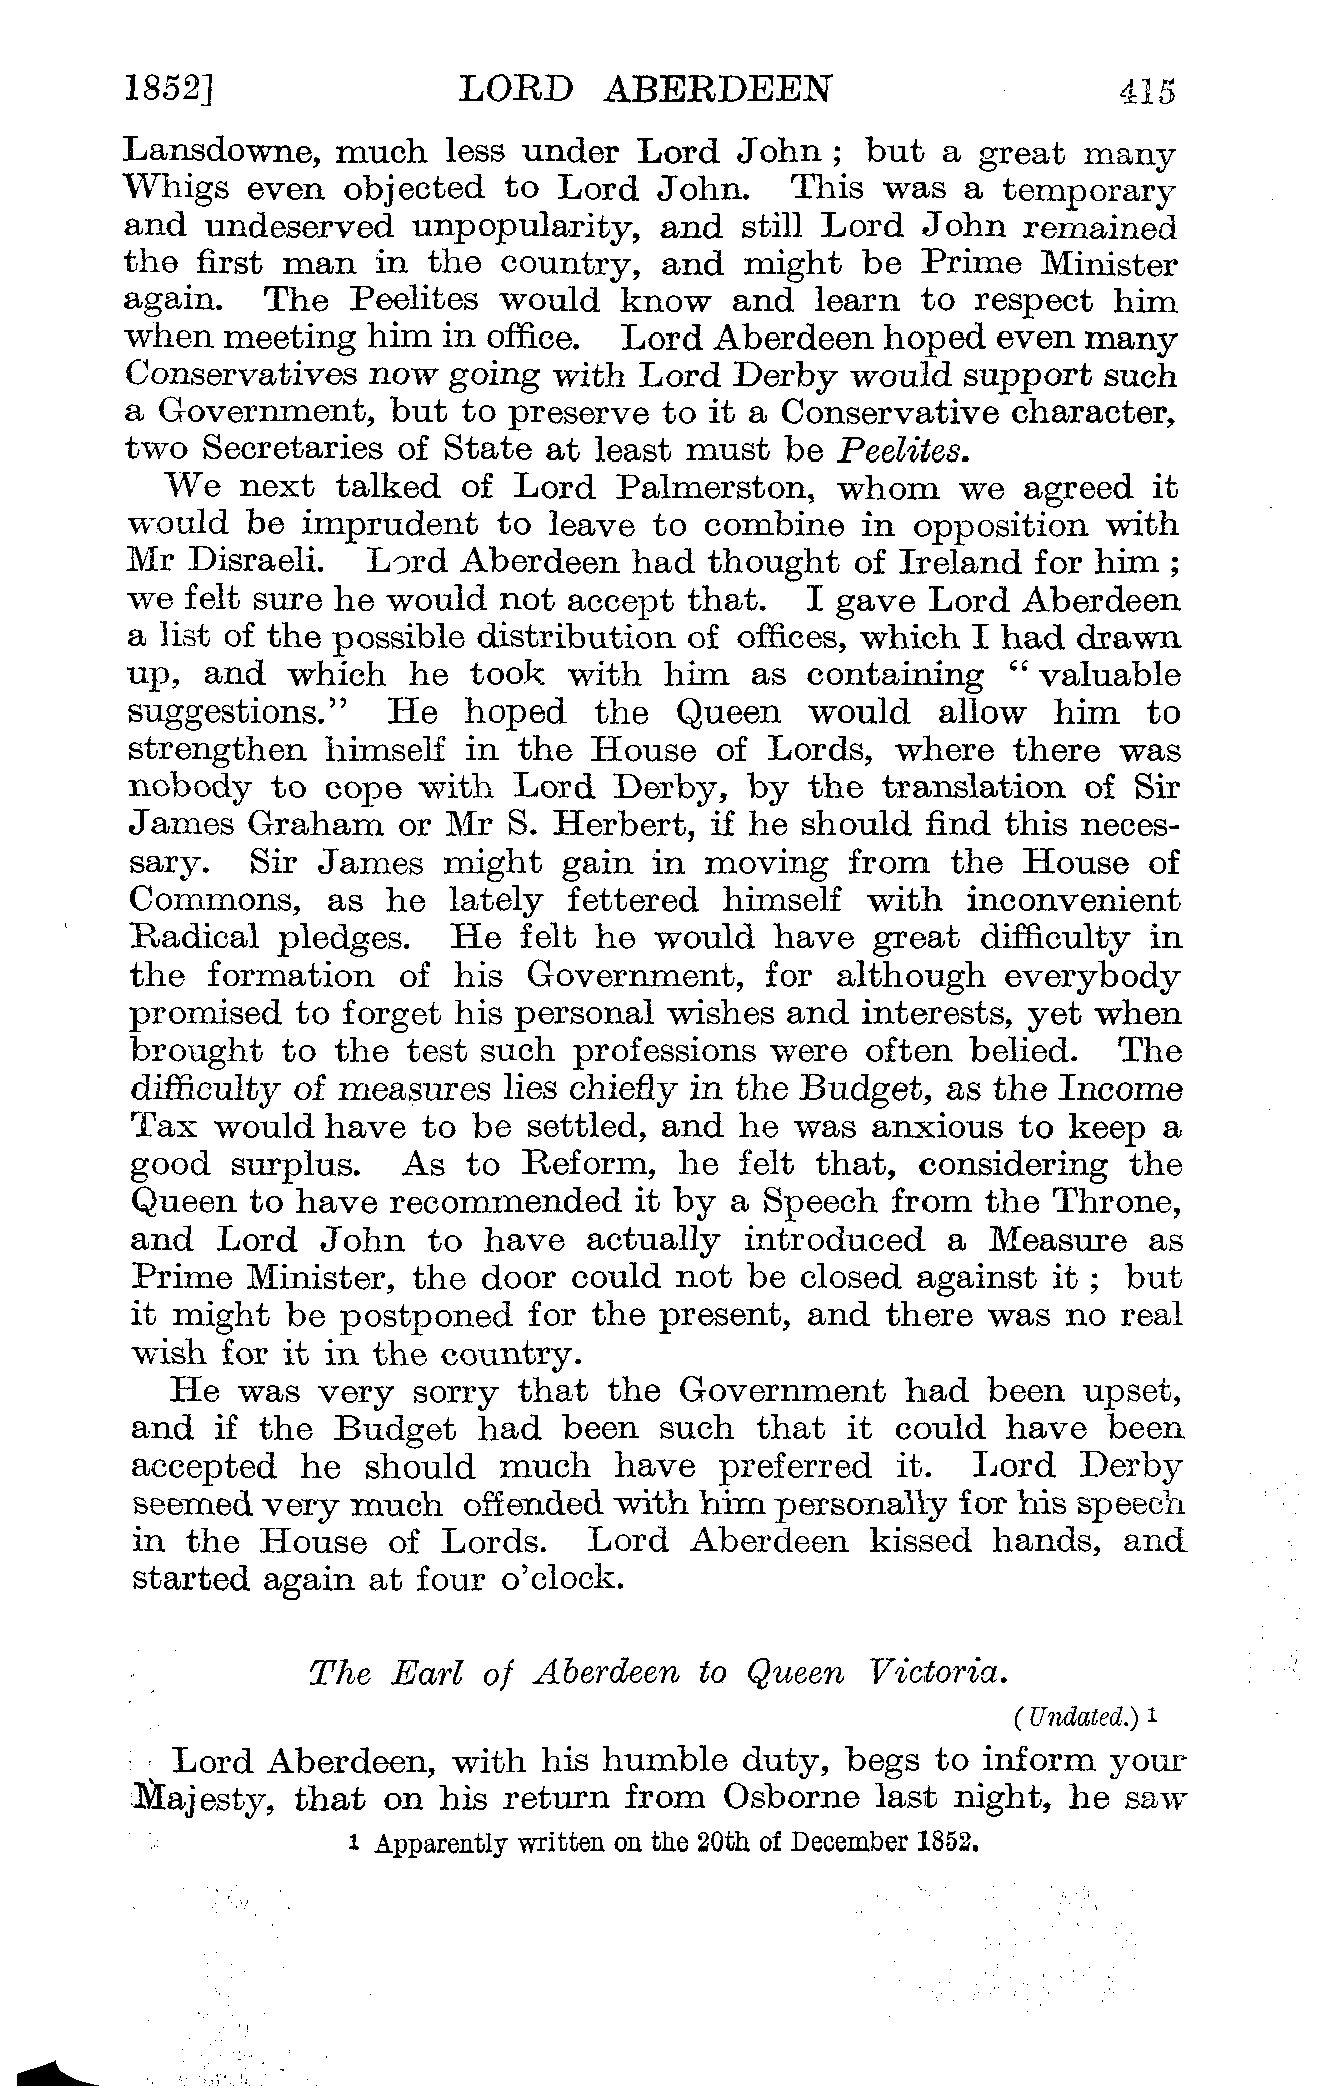 1852] LORD ABERDEEN 415
Lansdowne, much less under Lord John ; but a great many
Whigs even objected to Lord John. This was a temporary
and undeserved unpopularity, and still Lord John remained
the first man in the country, and might be Prime Minister
again. The Peelites would know and learn to respect him
when meeting him in office. Lord Aberdeen hoped even many
Conservatives now going with Lord Derby would support such
a Government, but to preserve to it a Conservative character,
two Secretaries of State at least must be Peelites.
We next talked of Lord Palmerston, whom we agreed it
would be imprudent to leave to combine in opposition with
Mr Disraeli. Lord Aberdeen had thought of Ireland for him ;
we felt sure he would not accept that. I gave Lord Aberdeen
a list of the possible distribution of offices, which I had drawn
up, and which he took with him as containing " valuable
suggestions." He hoped the Queen would allow him to
strengthen himself in the House of Lords, where there was
nobody to cope with Lord Derby, by the translation of Sir
James Graham or Mr S. Herbert, if he should find this neces-
sary. Sir James might gain in moving from the House of
Commons, as he lately fettered himself with inconvenient
Radical pledges. He felt he would have great difficulty in
the formation of his Government, for although everybody
promised to forget his personal wishes and interests, yet when
brought to the test such professions were often belied. The
difficulty of measures lies chiefly in the Budget, as the Income
Tax would have to be settled, and he was anxious to keep a
good surplus. As to Reform, he felt that, considering the
Queen to have recommended it by a Speech from the Throne,
and Lord John to have actually introduced a Measure as
Prime Minister, the door could not be closed against it ; but
it might be postponed for the present, and there was no real
wish for it in the country.
He was very sorry that the Government had been upset,
and if the Budget had been such that it could have been
accepted he should much have preferred it. Lord Derby
seemed very much offended with him personally for his speech
in the House of Lords. Lord Aberdeen kissed hands, and
started again at four o'clock.
The Earl of Aberdeen to Queen Victoria.
(Undated.) 1
Lord Aberdeen, with his humble duty, begs to inform your
Majesty, that on his return from Osborne last night, he saw
1 Apparently written on the 20th of December 1852.